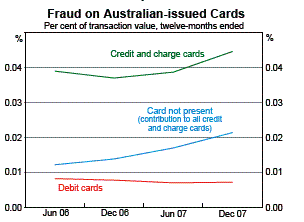 Fraud on Australian-issued Cards
Per cent of transaction value, twelve-months ended
% %
Credit and charge cards
0.04 0.04
0.03 0.03
Card not present
(contribution to all credit
and charge cards)
0.02 0.02
0.01 0.01
Debit cards
0.00 0.00
Jun 06 Dec 06 Jun 07 Dec 07